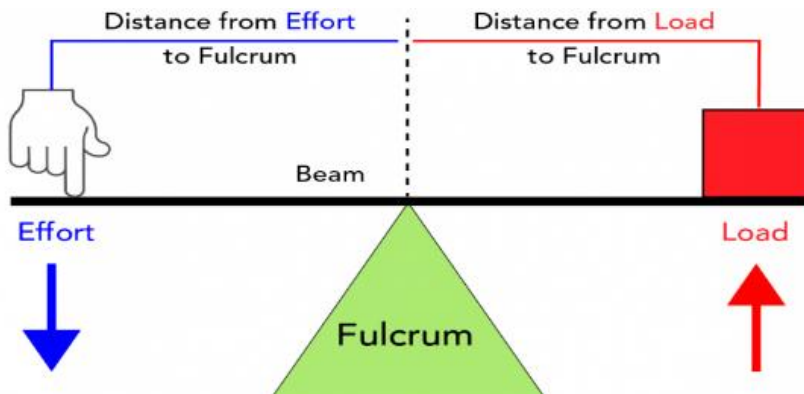 Distance from Effort
to Fulcrum
Distance from Load
to Fulcrum
Beam
Effort
Load
Fulcrum